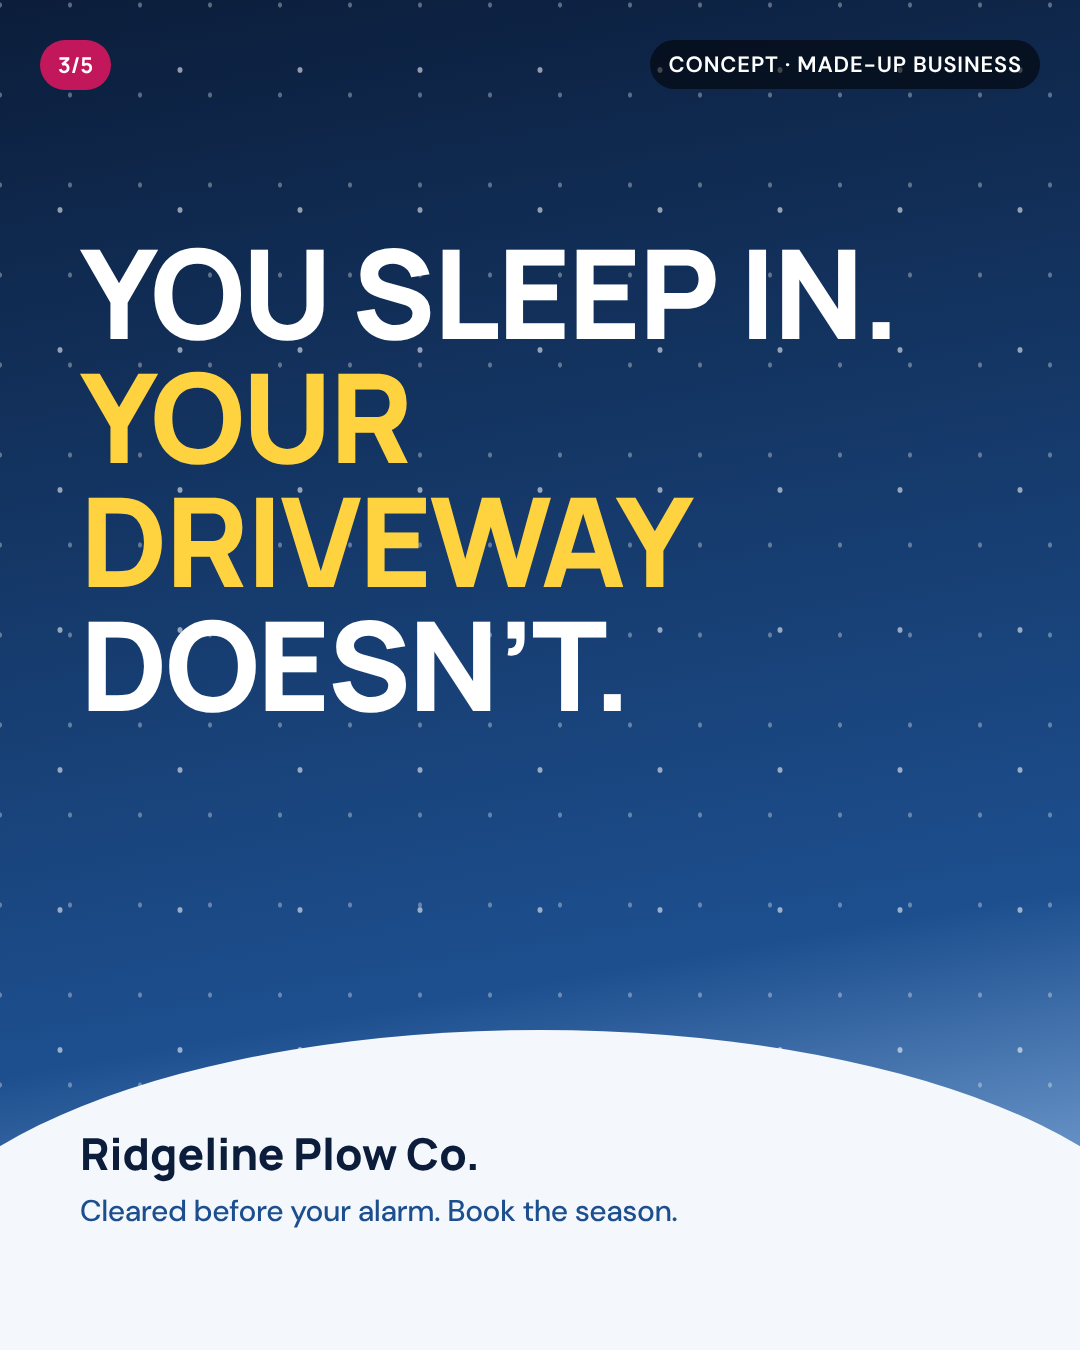 3/5
CONCEPT · MADE-UP BUSINESS
YOU SLEEP IN.
YOUR
DRIVEWAY
DOESN’T.
Ridgeline Plow Co.
Cleared before your alarm. Book the season.